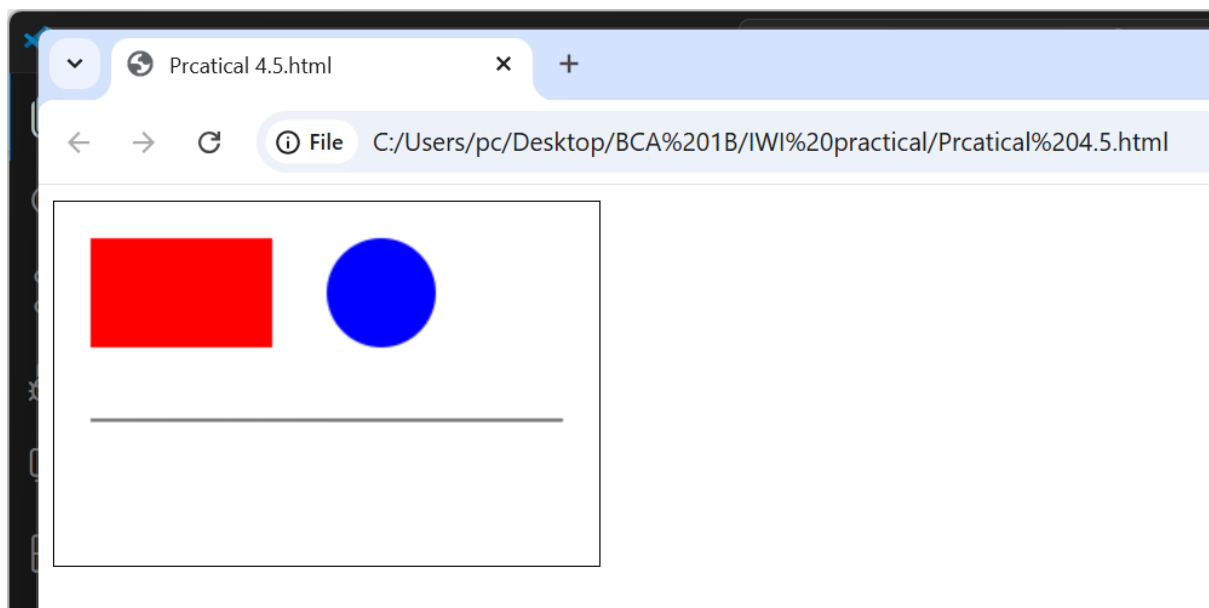 Prcatical 4.5.html
File C:/Users/pc/Desktop/BCA%201B/IWI%20practical/Prcatical%204.5.html